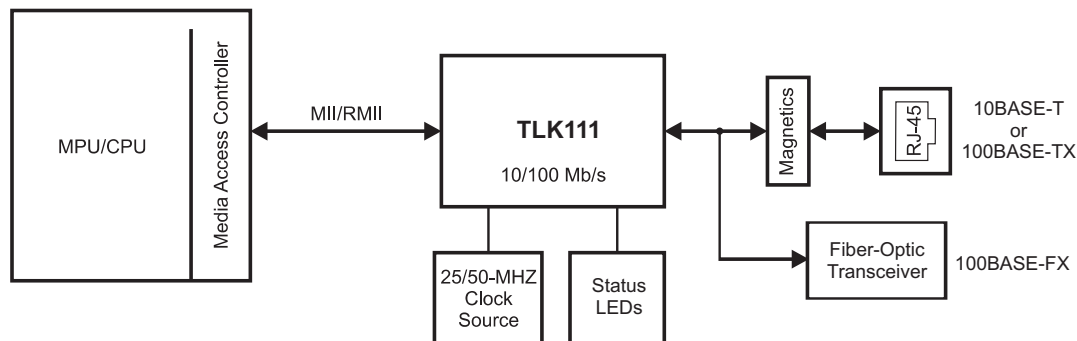 MPU/CPU
Media Access Controller
MII/RMII
TLK111
10/100 Mb/s
25/50-MHZ
Clock
Source
Status
LEDs
Magnetics
RJ-45
10BASE-T
or
100BASE-TX
Fiber-Optic
Transceiver
100BASE-FX